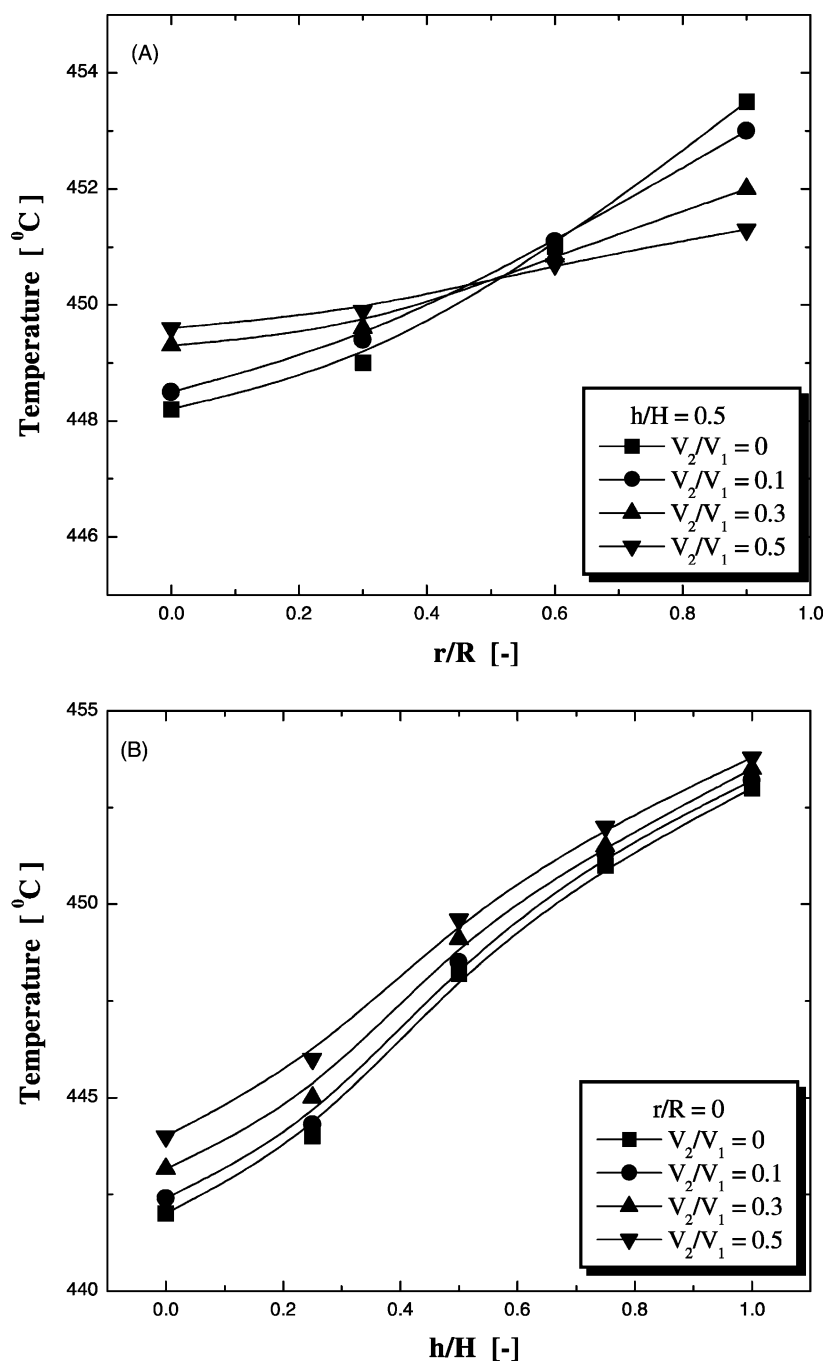 (A)
454
452
450
448
446
Temperature [ ⁰C ]
h/H = 0.5
V₂/V₁ = 0
V₂/V₁ = 0.1
V₂/V₁ = 0.3
V₂/V₁ = 0.5
0.0 0.2 0.4 0.6 0.8 1.0
r/R [-]
(B)
455
450
445
440
Temperature [ ⁰C ]
r/R = 0
V₂/V₁ = 0
V₂/V₁ = 0.1
V₂/V₁ = 0.3
V₂/V₁ = 0.5
0.0 0.2 0.4 0.6 0.8 1.0
h/H [-]